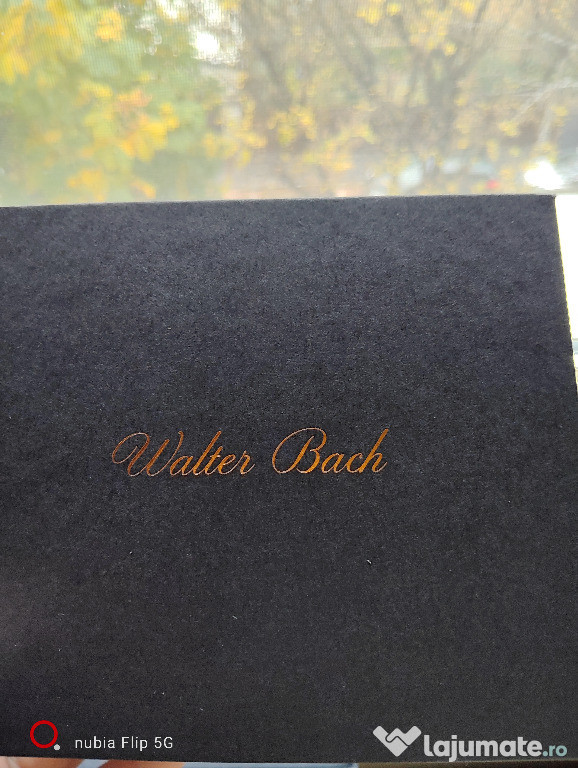 Walter Bach
nubia Flip 5G
lajumate.ro